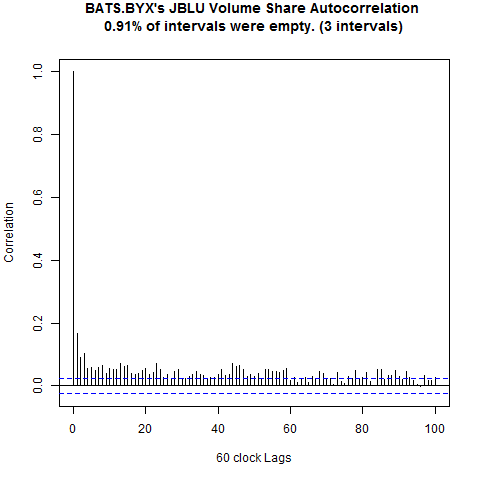 BATS.BYX's JBLU Volume Share Autocorrelation
0.91% of intervals were empty. (3 intervals)
Correlation
1.0
0.8
0.6
0.4
0.2
0.0
0 20 40 60 80 100
60 clock Lags